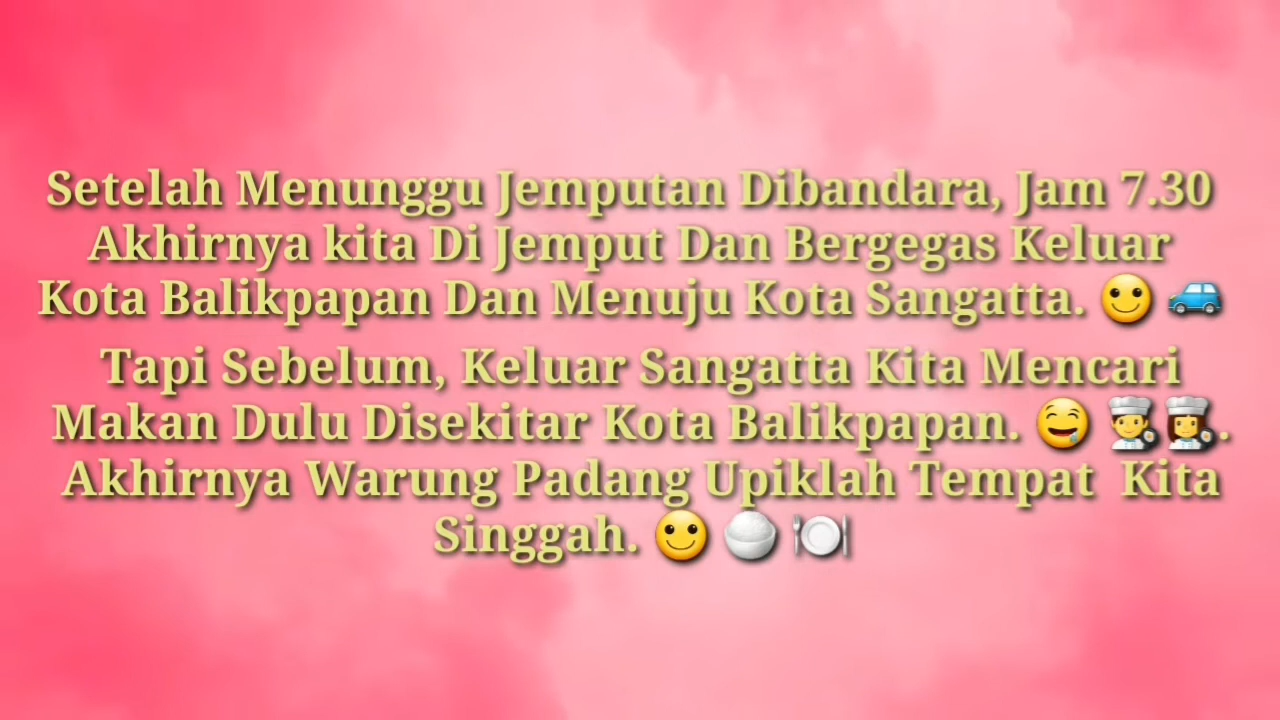 Setelah Menunggu Jemputan Dibandara, Jam 7.30
Akhirnya kita Di Jemput Dan Bergegas Keluar
Kota Balikpapan Dan Menuju Kota Sangatta. 🙂 🚙
Tapi Sebelum, Keluar Sangatta Kita Mencari
Makan Dulu Disekitar Kota Balikpapan. 🤤 👨‍🍳👩‍🍳.
Akhirnya Warung Padang Upiklah Tempat  Kita
Singgah. 🙂 🍚 🍽